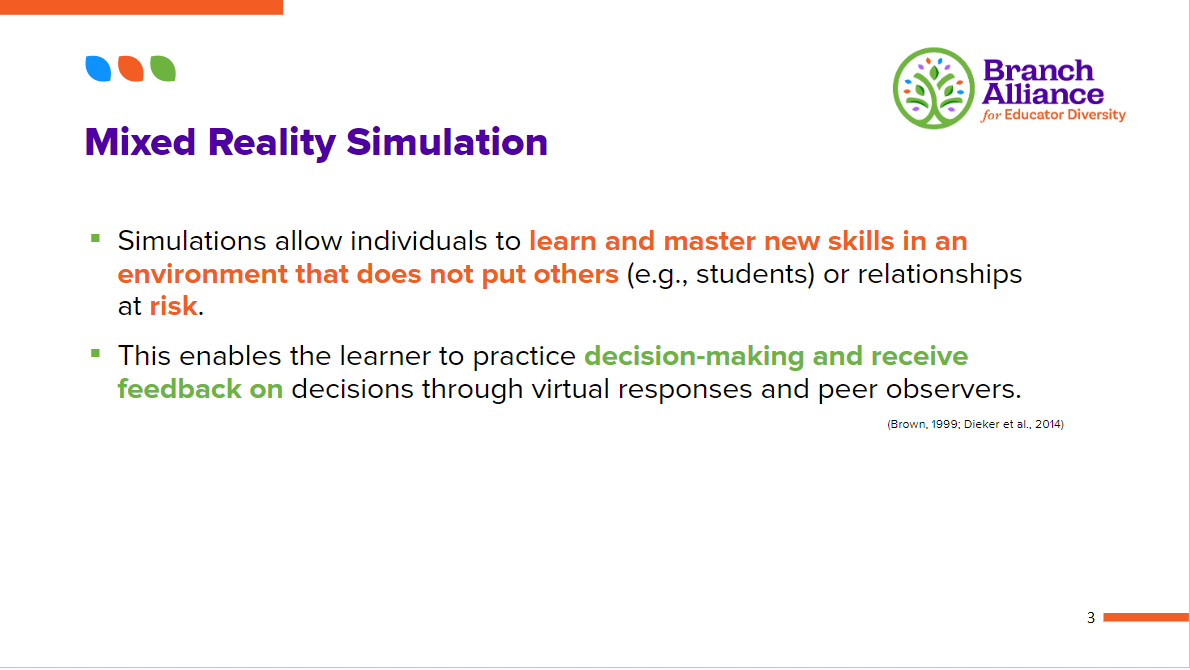 Branch
Alliance
for Educator Diversity
Mixed Reality Simulation
▪ Simulations allow individuals to learn and master new skills in an
environment that does not put others (e.g., students) or relationships
at risk.
▪ This enables the learner to practice decision-making and receive
feedback on decisions through virtual responses and peer observers.
(Brown, 1999; Dieker et al., 2014)
3